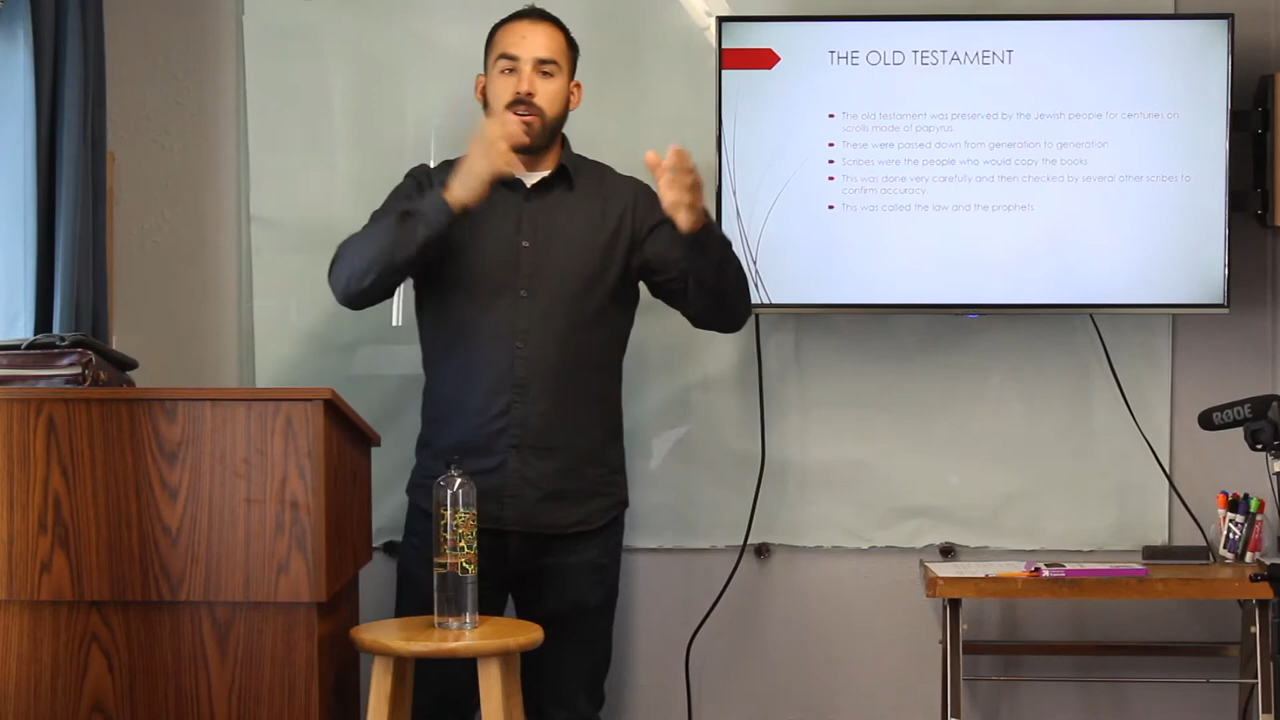 THE OLD TESTAMENT
The old testament was preserved by the Jewish people for centuries on
scrolls made of papyrus.
These were passed down from generation to generation
Scribes were the people who would copy the books
This was done very carefully and then checked by several other scribes to
confirm accuracy.
This was called the law and the prophets
RØDE